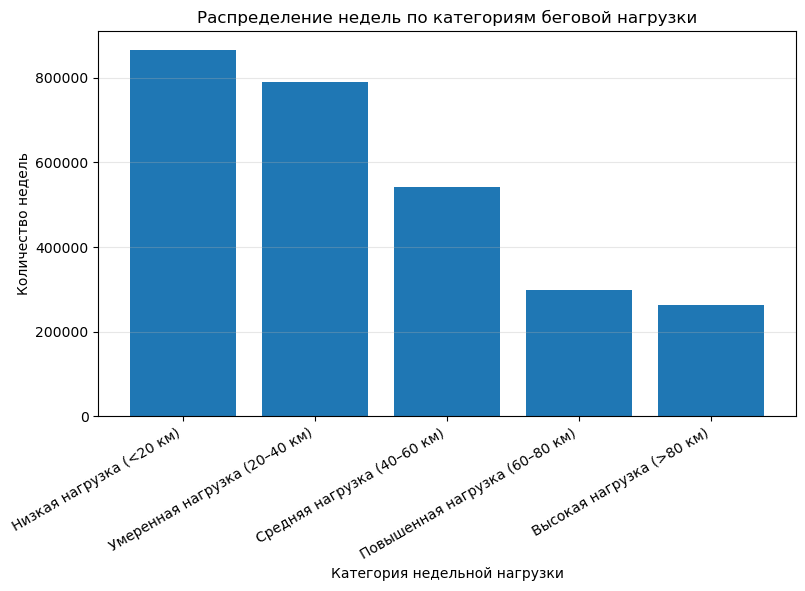 Распределение недель по категориям беговой нагрузки
Количество недель
800000
600000
400000
200000
0
Низкая нагрузка (<20 км)
Умеренная нагрузка (20–40 км)
Средняя нагрузка (40–60 км)
Повышенная нагрузка (60–80 км)
Высокая нагрузка (>80 км)
Категория недельной нагрузки